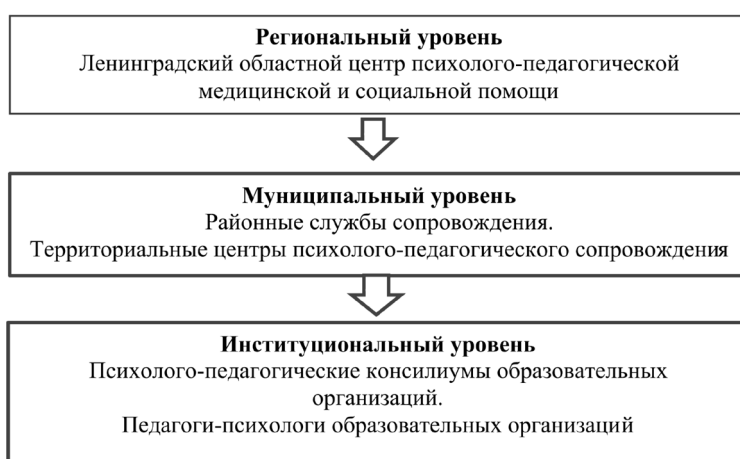 Региональный уровень
Ленинградский областной центр психолого-педагогической
медицинской и социальной помощи
Муниципальный уровень
Районные службы сопровождения.
Территориальные центры психолого-педагогического сопровождения
Институциональный уровень
Психолого-педагогические консилиумы образовательных
организаций.
Педагоги-психологи образовательных организаций